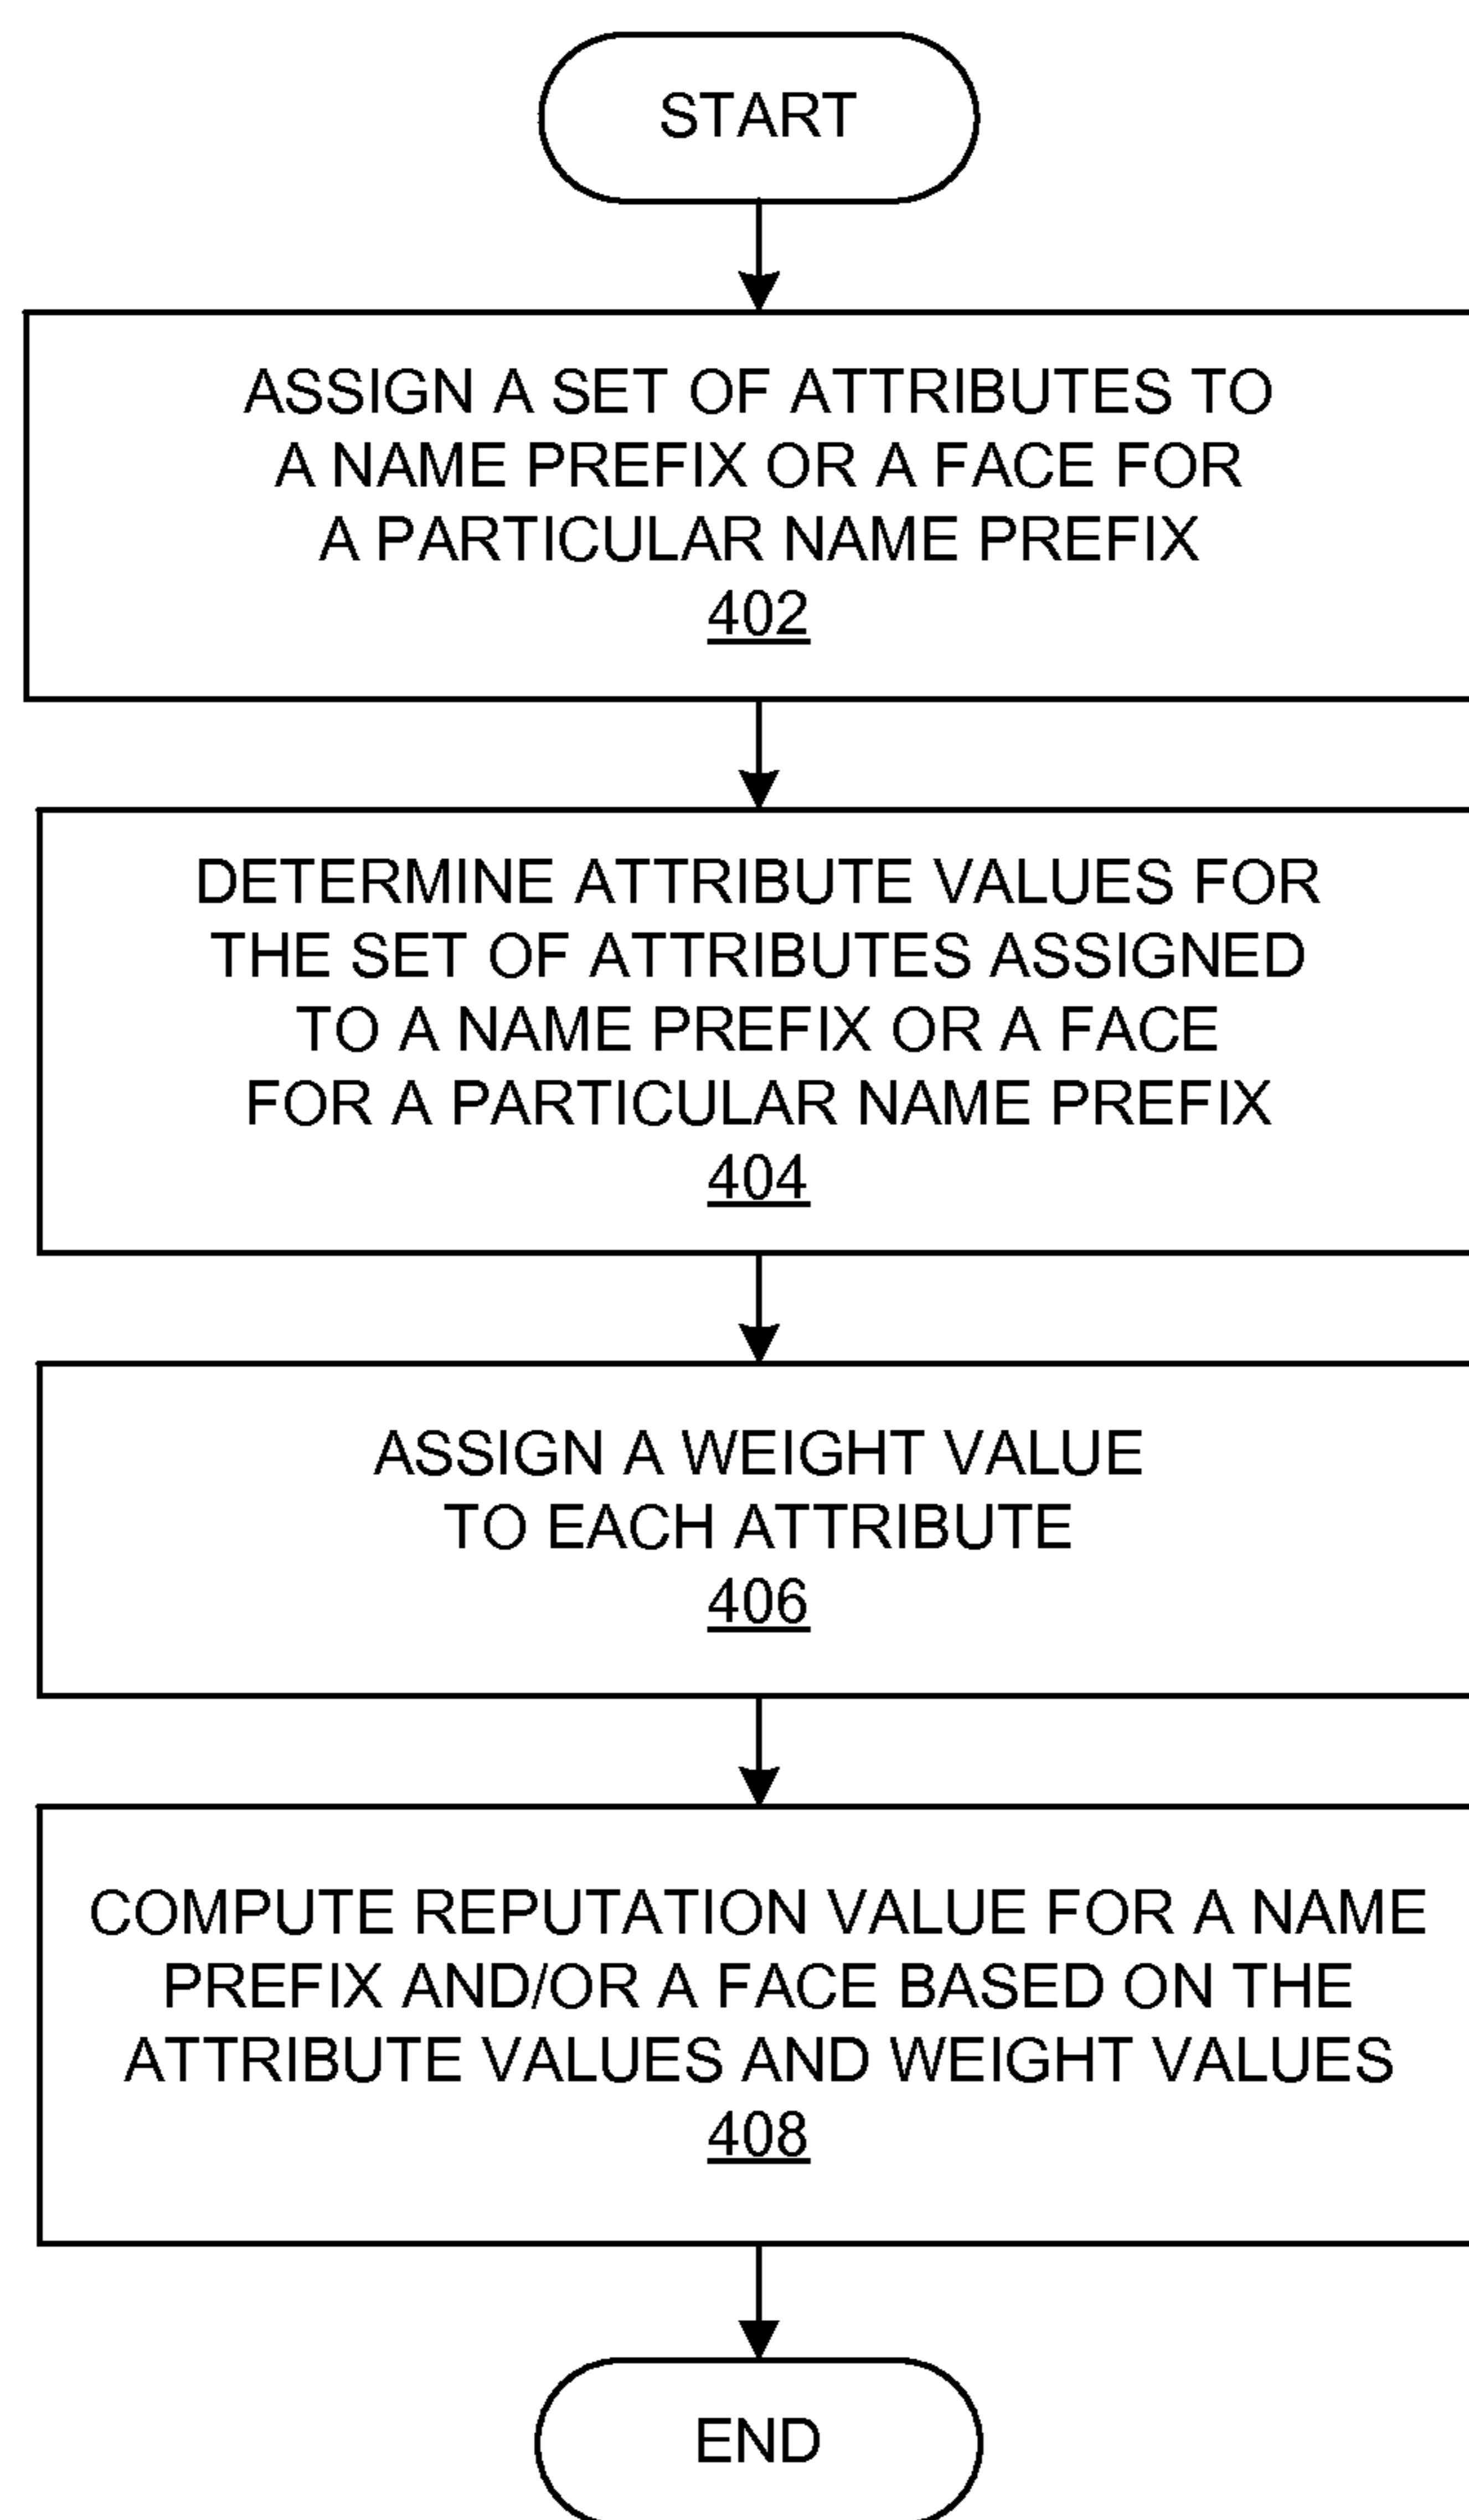 START
ASSIGN A SET OF ATTRIBUTES TO
A NAME PREFIX OR A FACE FOR
A PARTICULAR NAME PREFIX
402
DETERMINE ATTRIBUTE VALUES FOR
THE SET OF ATTRIBUTES ASSIGNED
TO A NAME PREFIX OR A FACE
FOR A PARTICULAR NAME PREFIX
404
ASSIGN A WEIGHT VALUE
TO EACH ATTRIBUTE
406
COMPUTE REPUTATION VALUE FOR A NAME
PREFIX AND/OR A FACE BASED ON THE
ATTRIBUTE VALUES AND WEIGHT VALUES
408
END